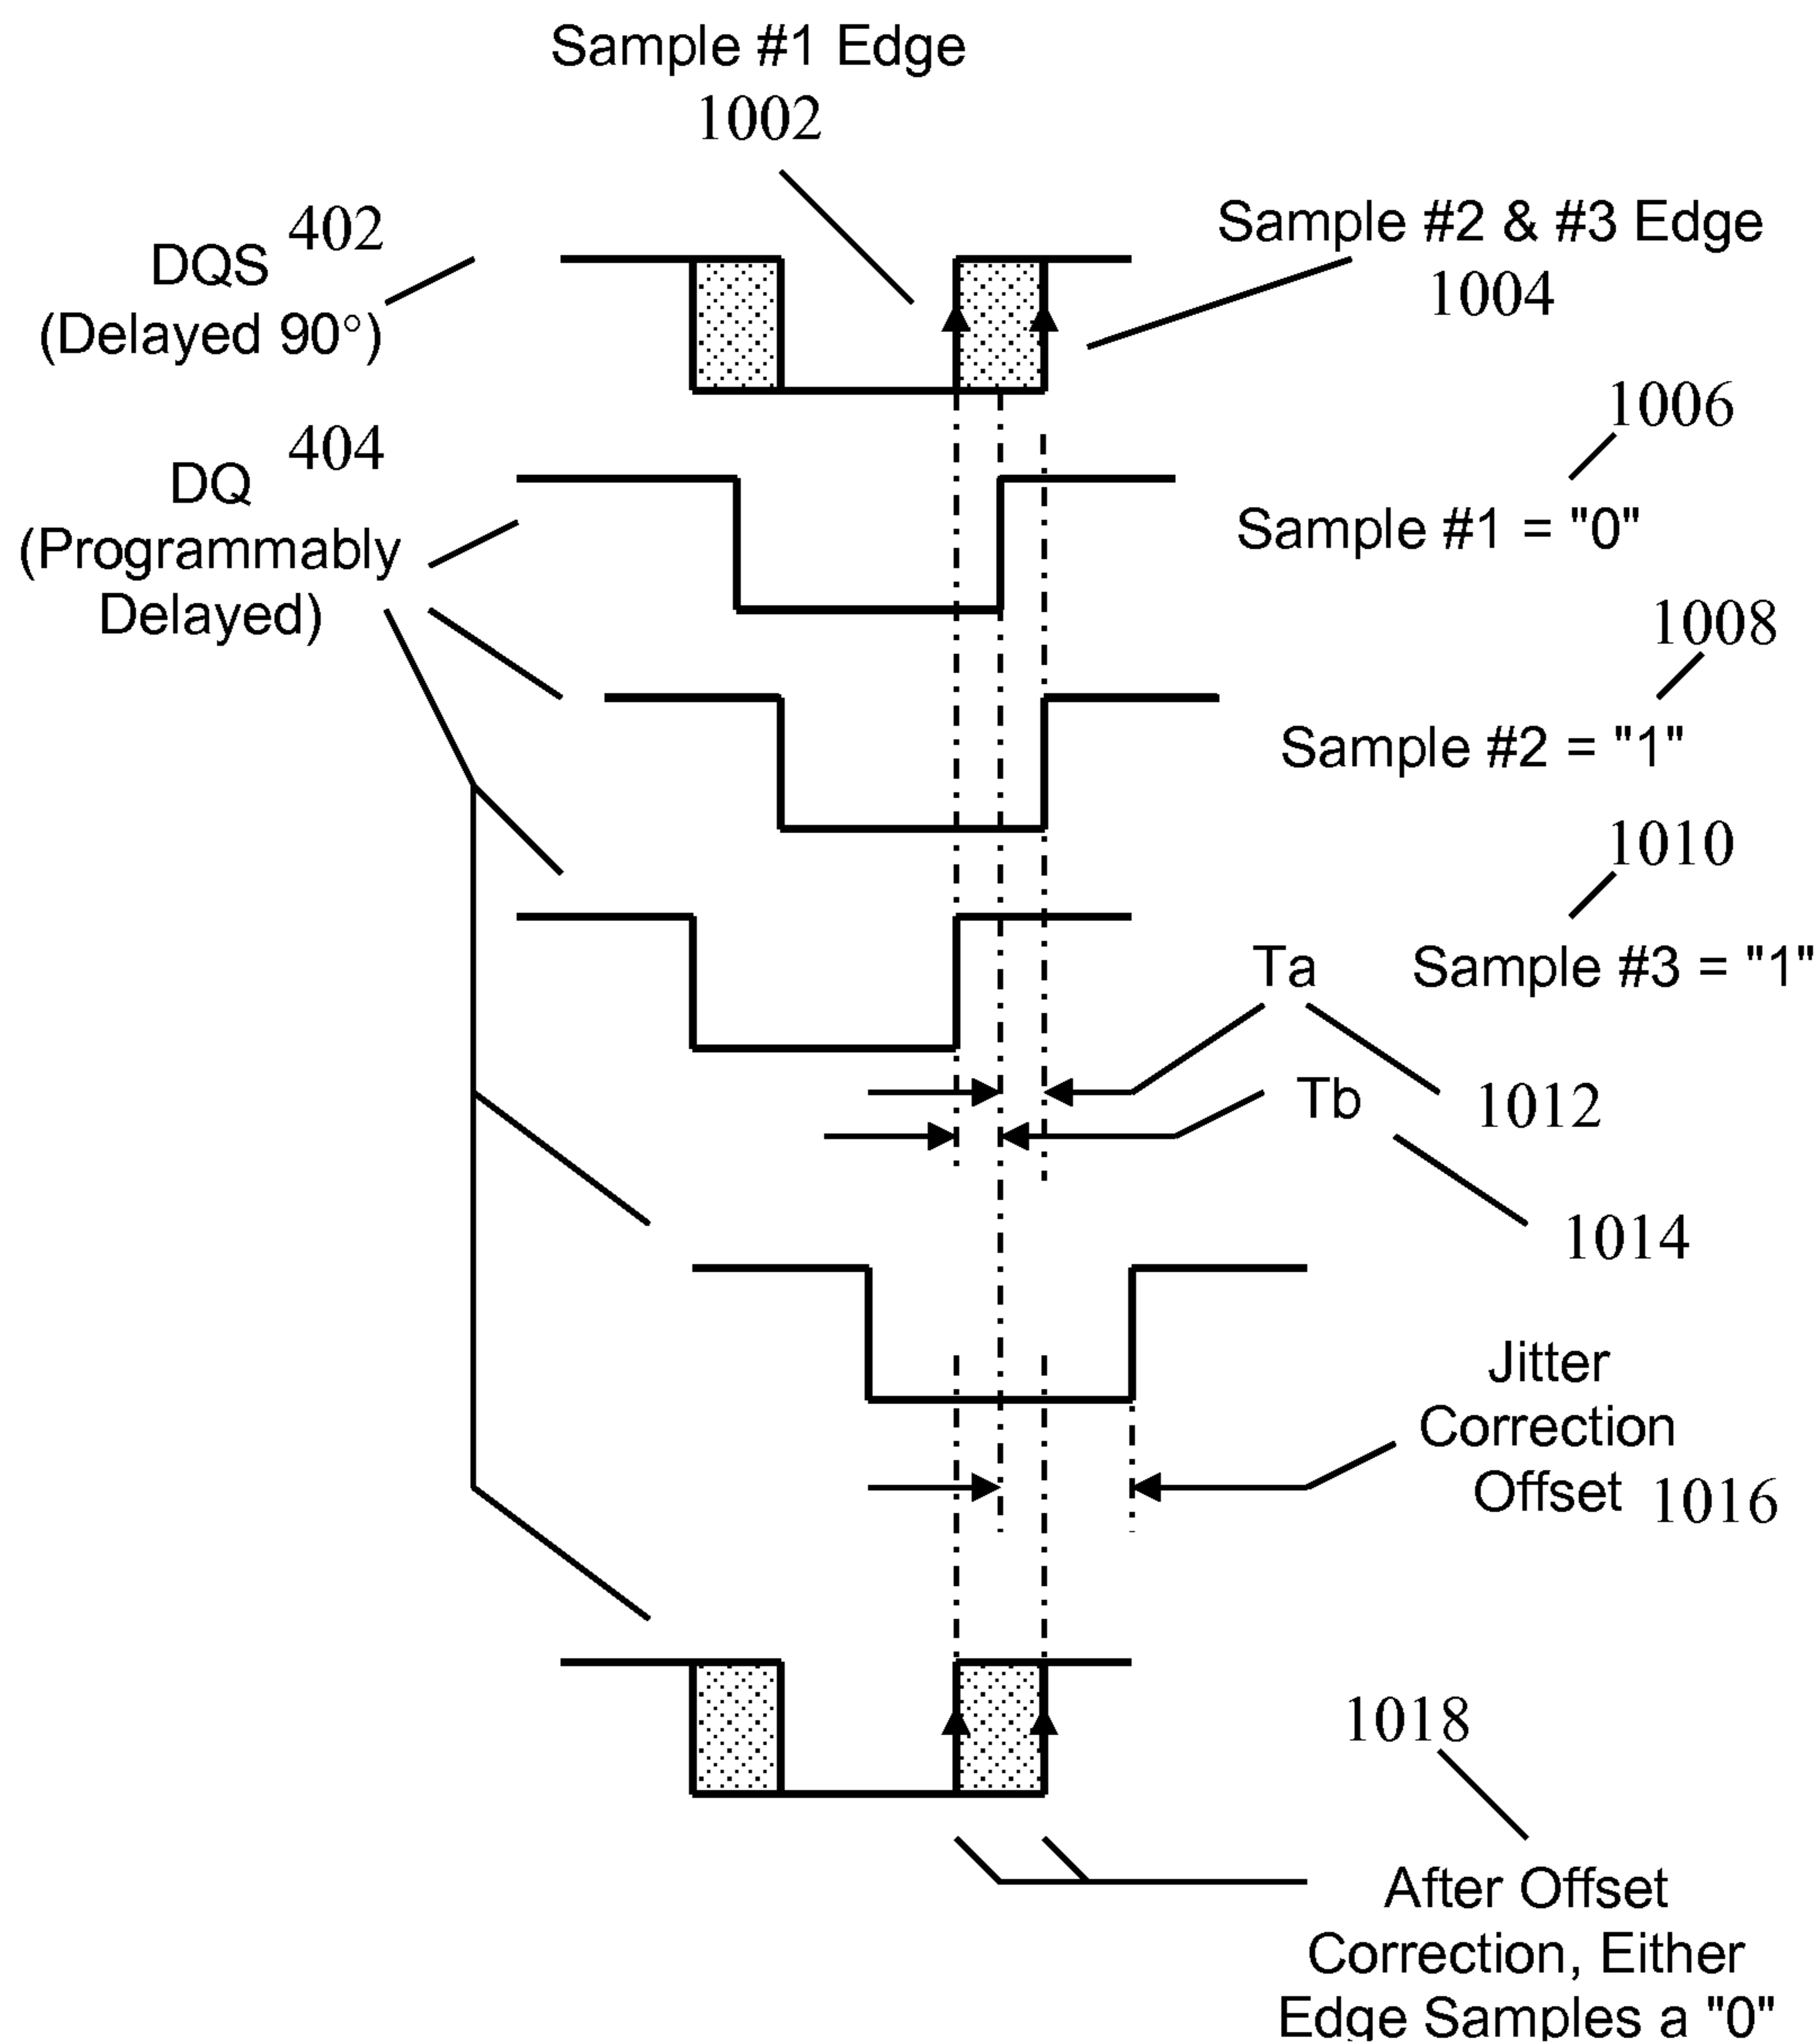 Sample #1 Edge
1002
DQS 402
(Delayed 90°)
Sample #2 & #3 Edge
1004
1006
DQ 404
(Programmably
Delayed)
Sample #1 = "0"
1008
Sample #2 = "1"
1010
Sample #3 = "1"
Ta
1012
Tb
1014
Jitter
Correction
Offset 1016
1018
After Offset
Correction, Either
Edge Samples a "0"